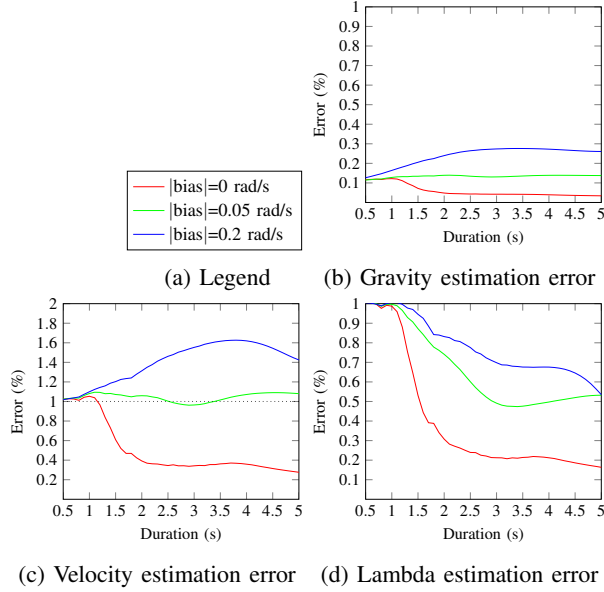 |bias|=0 rad/s
|bias|=0.05 rad/s
|bias|=0.2 rad/s
(a) Legend
1
0.9
0.8
0.7
0.6
0.5
0.4
0.3
0.2
0.1
Error (%)
0.5 1 1.5 2 2.5 3 3.5 4 4.5 5
Duration (s)
(b) Gravity estimation error
2
1.8
1.6
1.4
1.2
1
0.8
0.6
0.4
0.2
Error (%)
0.5 1 1.5 2 2.5 3 3.5 4 4.5 5
Duration (s)
(c) Velocity estimation error
1
0.9
0.8
0.7
0.6
0.5
0.4
0.3
0.2
0.1
Error (%)
0.5 1 1.5 2 2.5 3 3.5 4 4.5 5
Duration (s)
(d) Lambda estimation error